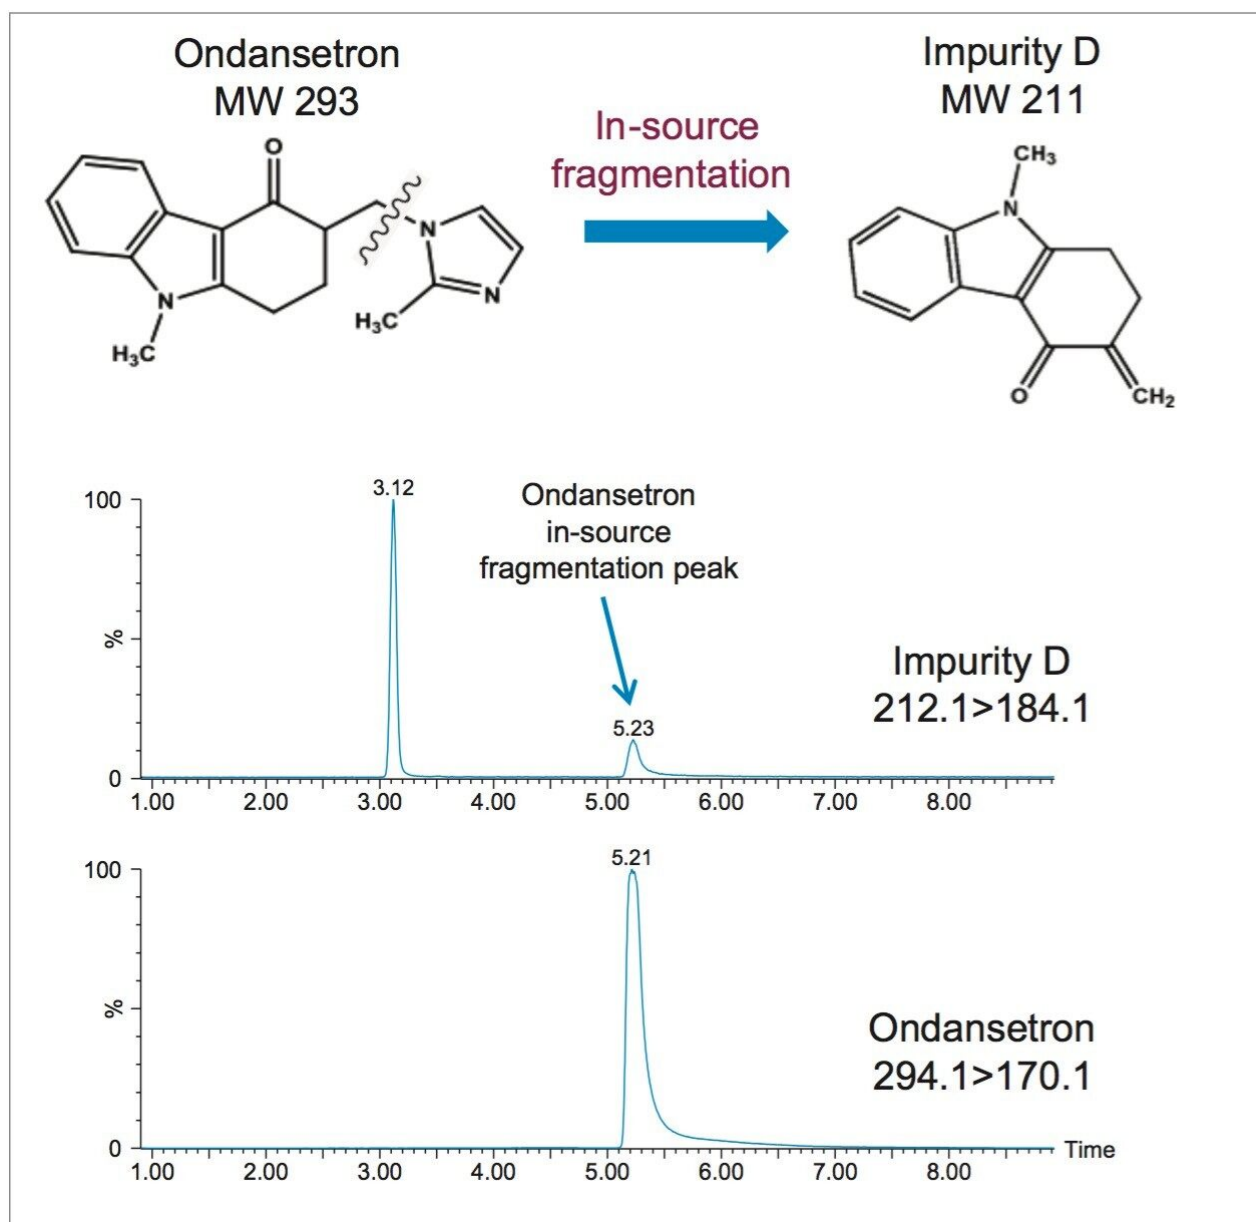 Ondansetron
MW 293
In-source
fragmentation
Impurity D
MW 211
O
N
N
H₃C
N
H₃C
CH₃
N
O
CH₂
3.12
Ondansetron
in-source
fragmentation peak
5.23
Impurity D
212.1>184.1
100
%
0
1.00 2.00 3.00 4.00 5.00 6.00 7.00 8.00
5.21
Ondansetron
294.1>170.1
100
%
0
Time
1.00 2.00 3.00 4.00 5.00 6.00 7.00 8.00